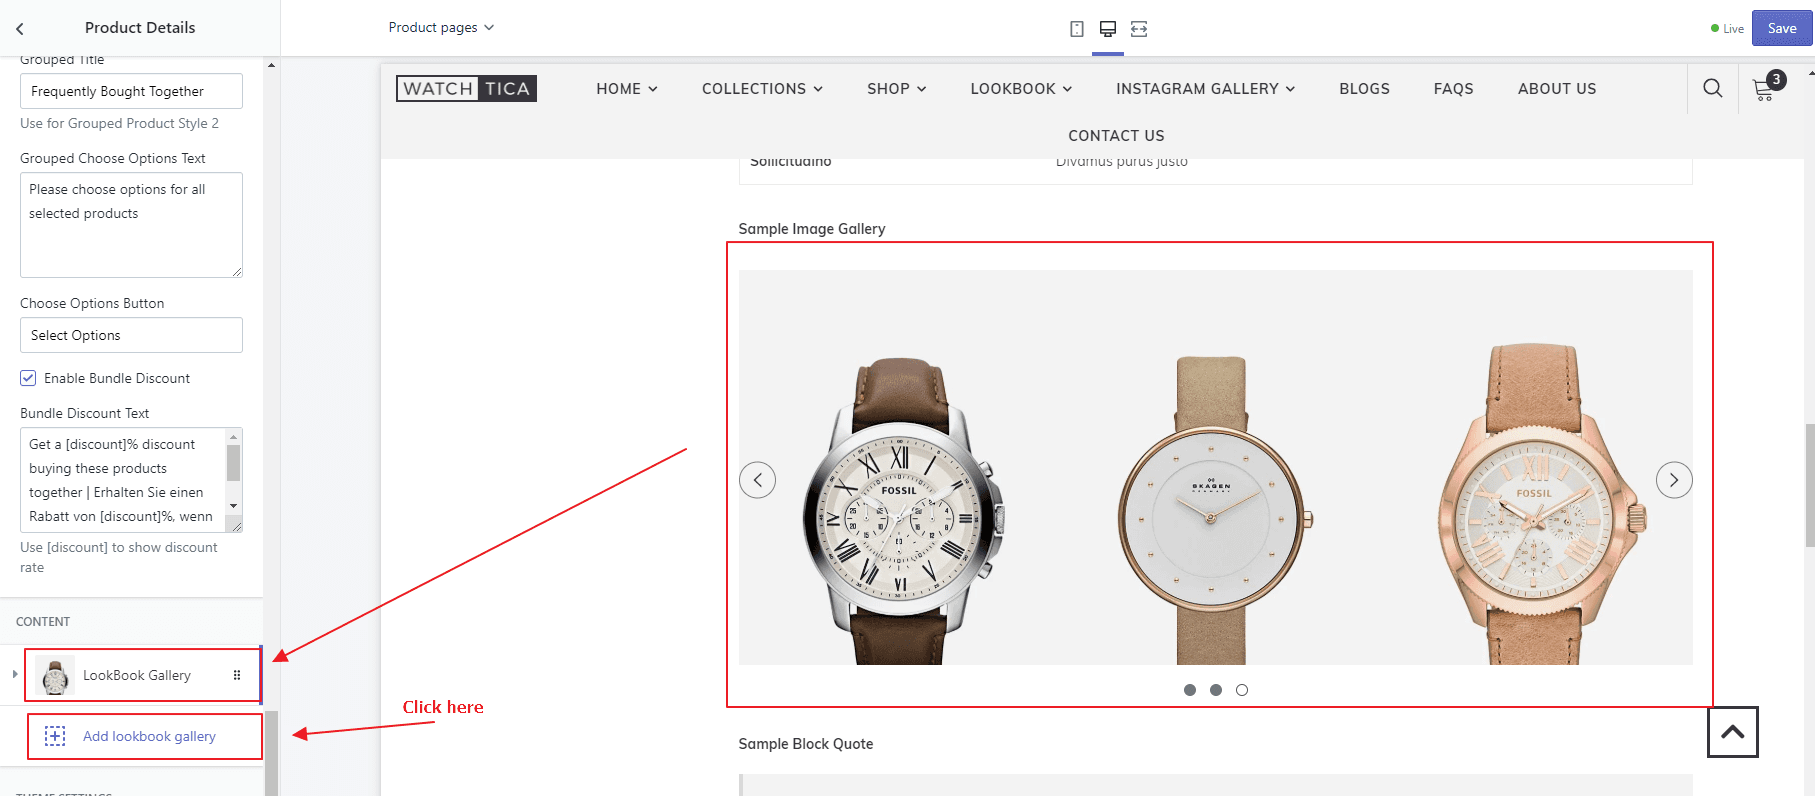 Product Details
Product pages
Live
Save
Grouped Title
Frequently Bought Together
Use for Grouped Product Style 2
Grouped Choose Options Text
Please choose options for all
selected products
Choose Options Button
Select Options
Enable Bundle Discount
Bundle Discount Text
Get a [discount]% discount
buying these products
together | Erhalten Sie einen
Rabatt von [discount]%, wenn
Use [discount] to show discount
rate
CONTENT
LookBook Gallery
Add lookbook gallery
THEME SETTINGS
Click here
WATCH TICA
HOME
COLLECTIONS
SHOP
LOOKBOOK
INSTAGRAM GALLERY
BLOGS
FAQS
ABOUT US
3
CONTACT US
Sollicitudino
Divamus purus justo
Sample Image Gallery
FOSSIL
SKAGEN
FOSSIL
Sample Block Quote